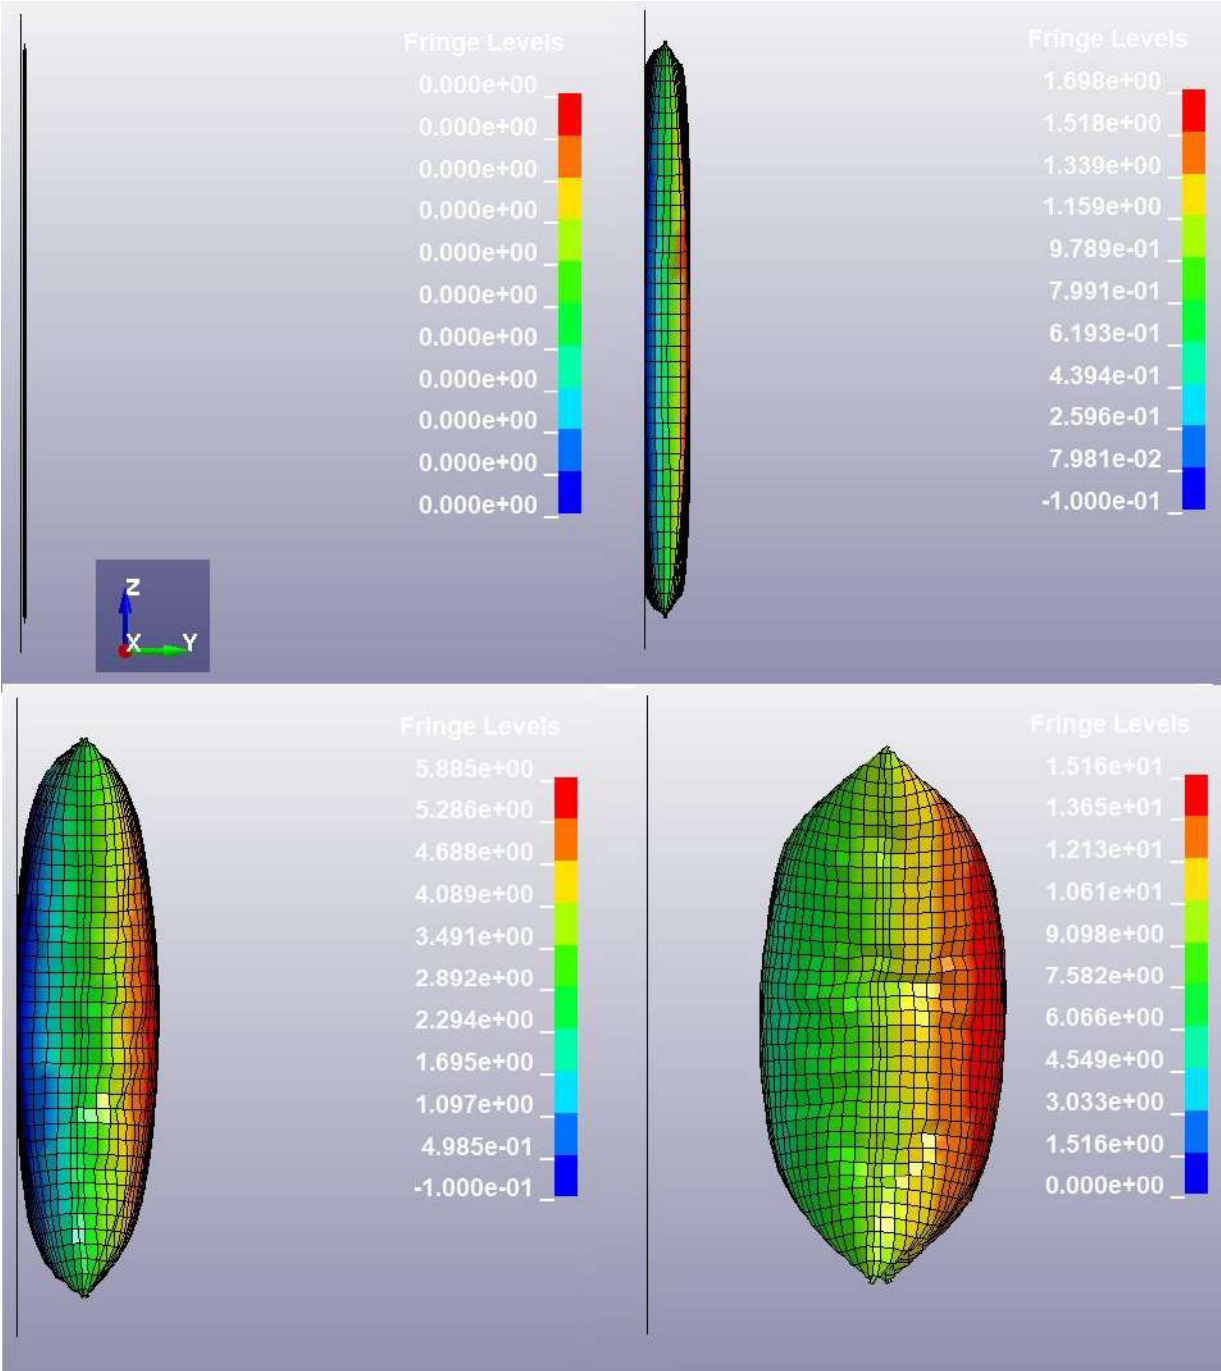 Fringe Levels
0.000e+00
0.000e+00
0.000e+00
0.000e+00
0.000e+00
0.000e+00
0.000e+00
0.000e+00
0.000e+00
0.000e+00
0.000e+00
Z
X Y
Fringe Levels
1.698e+00
1.518e+00
1.339e+00
1.159e+00
9.789e-01
7.991e-01
6.193e-01
4.394e-01
2.596e-01
7.981e-02
-1.000e-01
Fringe Levels
5.885e+00
5.286e+00
4.688e+00
4.089e+00
3.491e+00
2.892e+00
2.294e+00
1.695e+00
1.097e+00
4.985e-01
-1.000e-01
Fringe Levels
1.516e+01
1.365e+01
1.213e+01
1.061e+01
9.098e+00
7.582e+00
6.066e+00
4.549e+00
3.033e+00
1.516e+00
0.000e+00